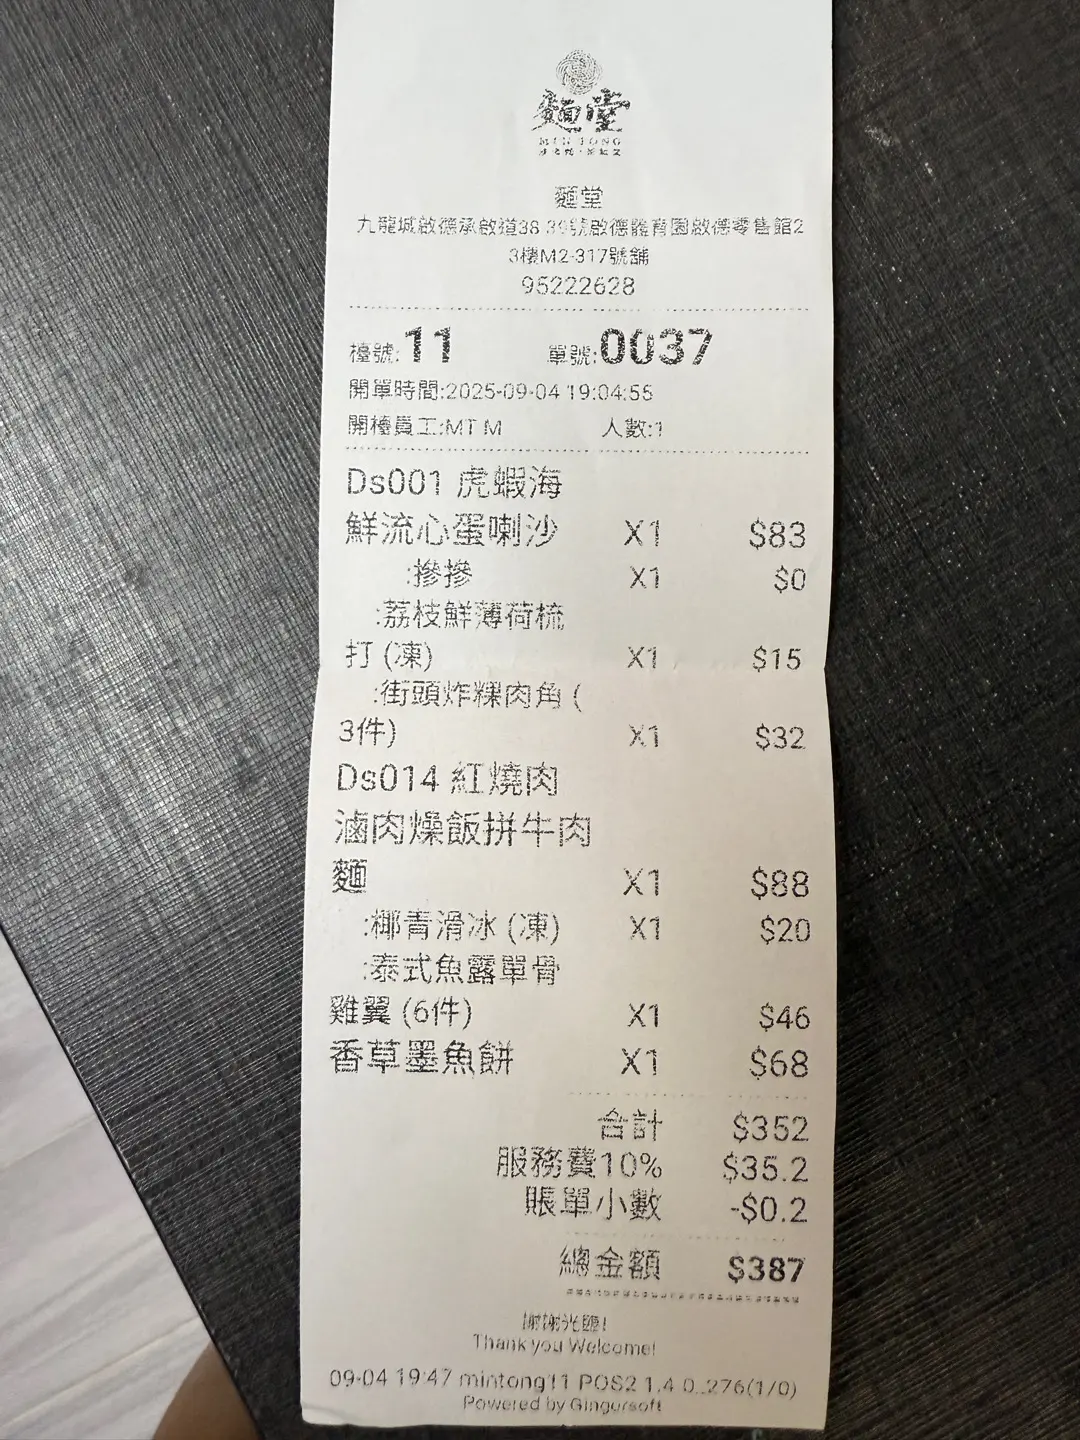 麵堂
MIN TONG
麵堂
九龍城啟德承啟道38-39號啟德體育園啟德零售館2
3樓M2-317號舖
95222628
檯號:11 單號:0037
開單時間:2025-09-04 19:04:55
開檯員工:MT M 人數:1
Ds001 虎蝦海
鮮流心蛋喇沙 X1 $83
:摻摻 X1 $0
:荔枝鮮薄荷梳
打 (凍) X1 $15
:街頭炸粿肉角 (
3件) X1 $32
Ds014 紅燒肉
滷肉燥飯拼牛肉
麵 X1 $88
:椰青滑冰 (凍) X1 $20
:泰式魚露單骨
雞翼 (6件) X1 $46
香草墨魚餅 X1 $68
合計 $352
服務費10% $35.2
賬單小數 -$0.2
總金額 $387
謝謝光臨!
Thank you Welcome!
09-04 19:47 mintong11 POS2 1.4.0_276(1/0)
Powered by Gingersoft